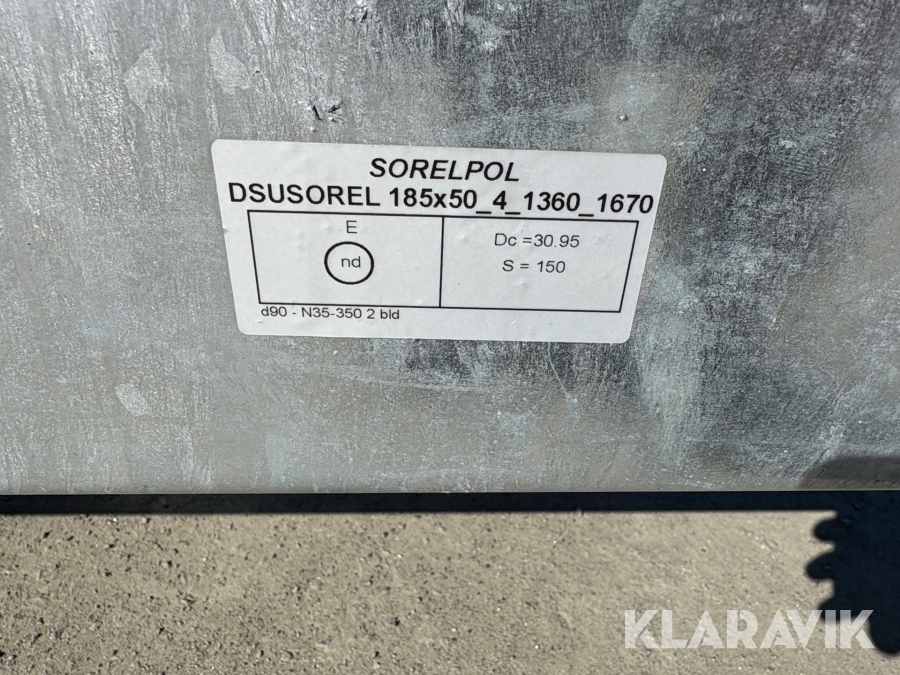 SORELPOL
DSUSOREL 185x50_4_1360_1670
E
nd
Dc =30.95
S = 150
d90 - N35-350 2 bld
KLARAVIK